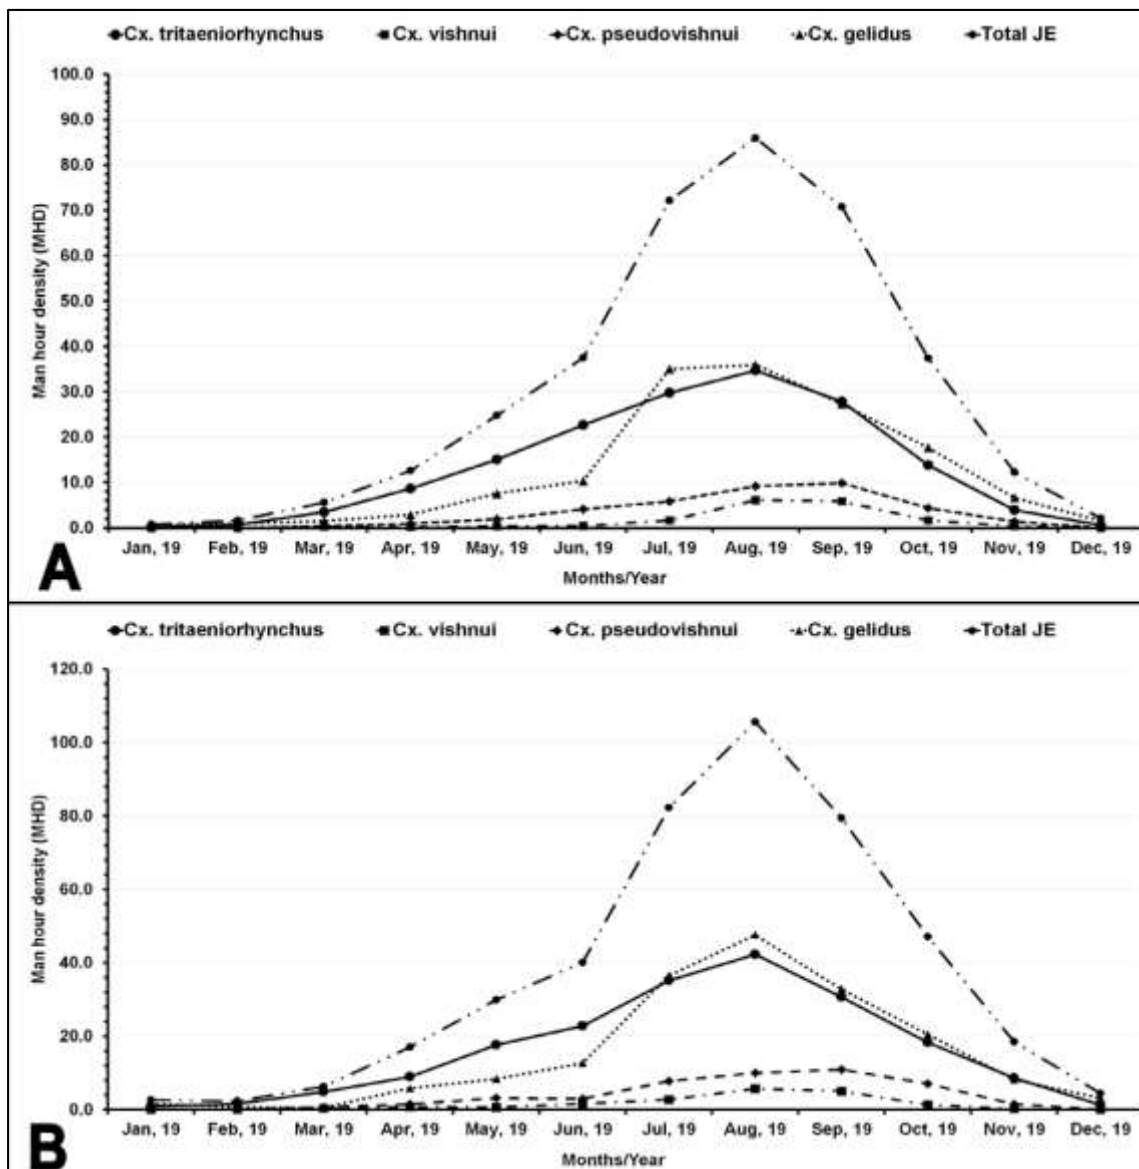 Cx. tritaeniorhynchus Cx. vishnui Cx. pseudovishnui Cx. gelidus Total JE
100.0
90.0
80.0
70.0
60.0
50.0
40.0
30.0
20.0
10.0
0.0
Man hour density (MHD)
Jan, 19 Feb, 19 Mar, 19 Apr, 19 May, 19 Jun, 19 Jul, 19 Aug, 19 Sep, 19 Oct, 19 Nov, 19 Dec, 19
Months/Year
A
Cx. tritaeniorhynchus Cx. vishnui Cx. pseudovishnui Cx. gelidus Total JE
120.0
100.0
80.0
60.0
40.0
20.0
0.0
Man hour density (MHD)
Jan, 19 Feb, 19 Mar, 19 Apr, 19 May, 19 Jun, 19 Jul, 19 Aug, 19 Sep, 19 Oct, 19 Nov, 19 Dec, 19
Months/Year
B